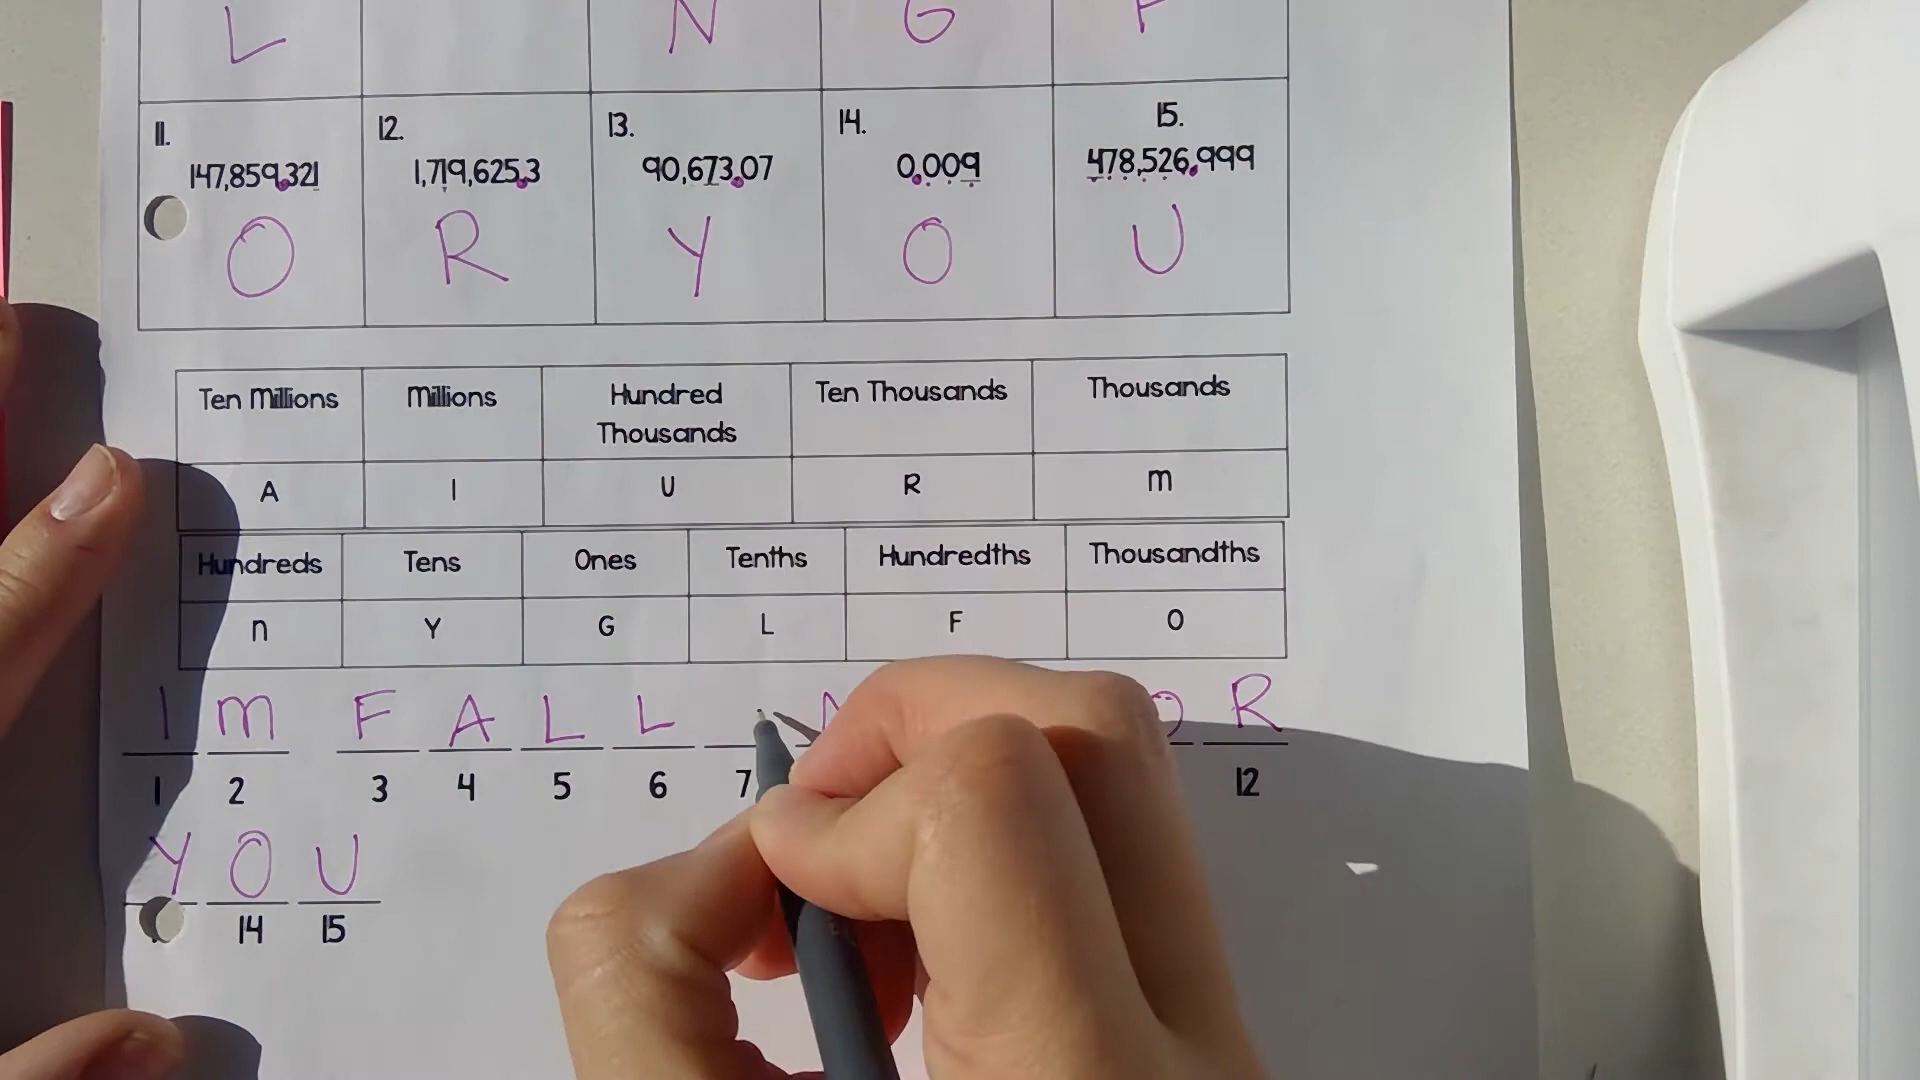 L N G F
11. 12. 13. 14. 15.
147,859.321 1,719,625.3 90,673.07 0.009 478,526.999
O R Y O U
Ten Millions Millions Hundred Thousands Ten Thousands Thousands
A I U R M
Hundreds Tens Ones Tenths Hundredths Thousandths
n Y G L F O
I M F A L L N O R
1 2 3 4 5 6 7 12
Y O U
14 15